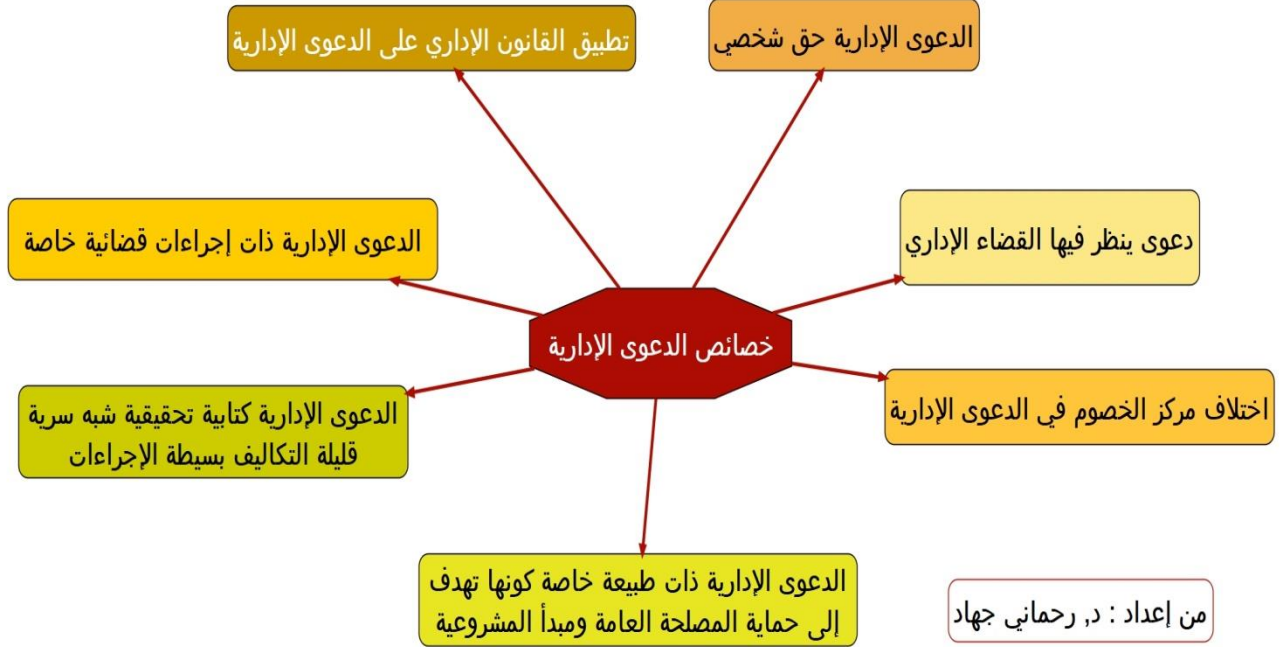 الدعوى الإدارية حق شخصي
تطبيق القانون الإداري على الدعوى الإدارية
دعوى ينظر فيها القضاء الإداري
الدعوى الإدارية ذات إجراءات قضائية خاصة
خصائص الدعوى الإدارية
اختلاف مركز الخصوم في الدعوى الإدارية
الدعوى الإدارية كتابية تحقيقية شبه سرية
قليلة التكاليف بسيطة الإجراءات
الدعوى الإدارية ذات طبيعة خاصة كونها تهدف
إلى حماية المصلحة العامة ومبدأ المشروعية
من إعداد : د, رحماني جهاد